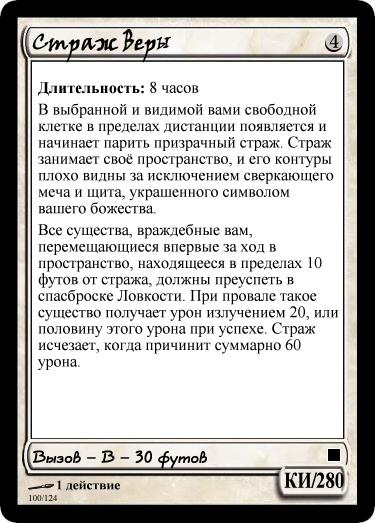 Страж Веры
4
Длительность: 8 часов
В выбранной и видимой вами свободной
клетке в пределах дистанции появляется и
начинает парить призрачный страж. Страж
занимает своё пространство, и его контуры
плохо видны за исключением сверкающего
меча и щита, украшенного символом
вашего божества.
Все существа, враждебные вам,
перемещающиеся впервые за ход в
пространство, находящееся в пределах 10
футов от стража, должны преуспеть в
спасброске Ловкости. При провале такое
существо получает урон излучением 20, или
половину этого урона при успехе. Страж
исчезает, когда причинит суммарно 60
урона.
Вызов – В – 30 футов
1 действие
КИ/280
100/124